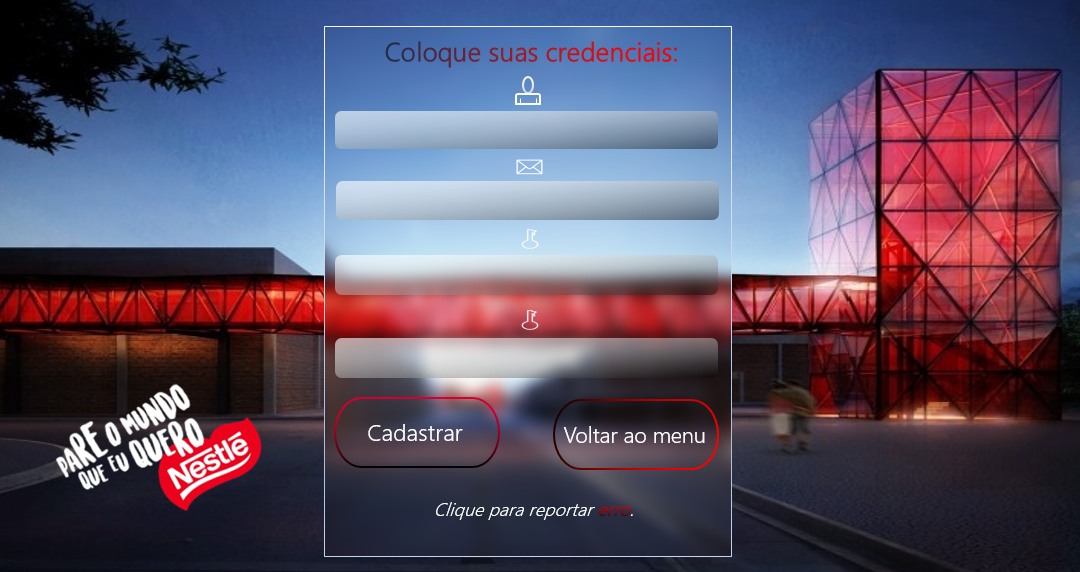 Coloque suas credenciais:
Cadastrar
Voltar ao menu
Clique para reportar erro.
PARE O MUNDO
QUE EU QUERO
Nestlé